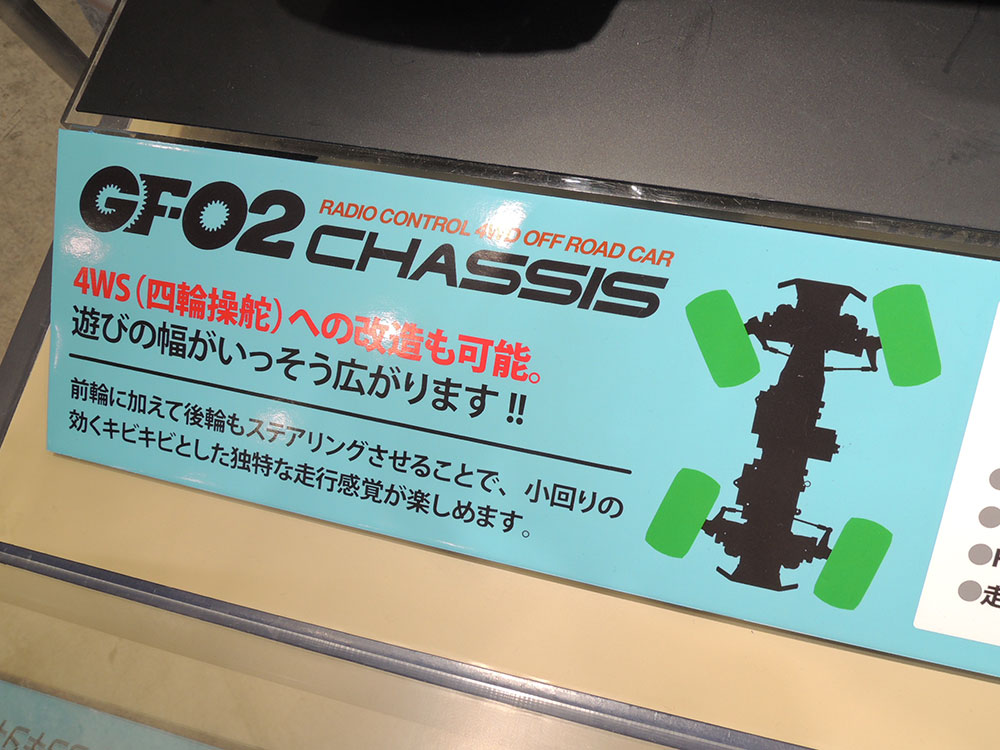 GF-02
RADIO CONTROL 4WD OFF ROAD CAR
CHASSIS
4WS(四輪操舵)への改造も可能。
遊びの幅がいっそう広がります!!
前輪に加えて後輪もステアリングさせることで、小回りの
効くキビキビとした独特な走行感覚が楽しめます。
●
●
●
●走